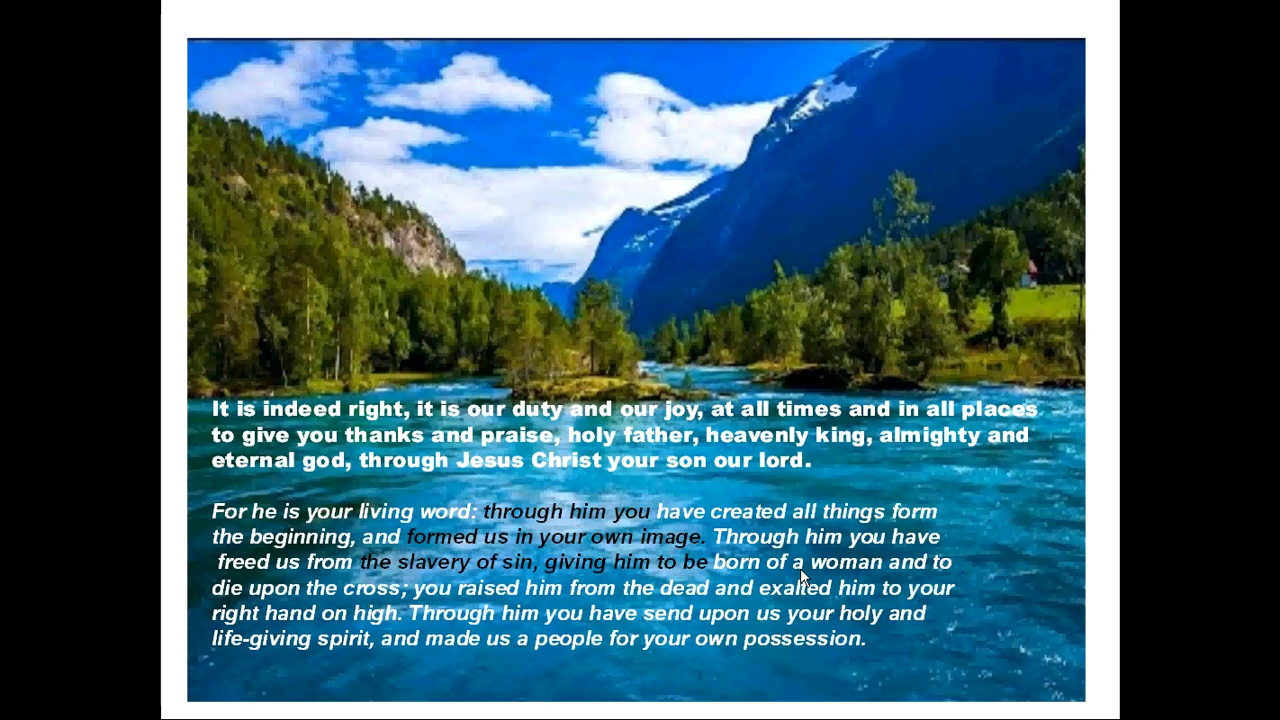 It is indeed right, it is our duty and our joy, at all times and in all places
to give you thanks and praise, holy father, heavenly king, almighty and
eternal god, through Jesus Christ your son our lord.
For he is your living word: through him you have created all things form
the beginning, and formed us in your own image. Through him you have
freed us from the slavery of sin, giving him to be born of a woman and to
die upon the cross; you raised him from the dead and exalted him to your
right hand on high. Through him you have send upon us your holy and
life-giving spirit, and made us a people for your own possession.